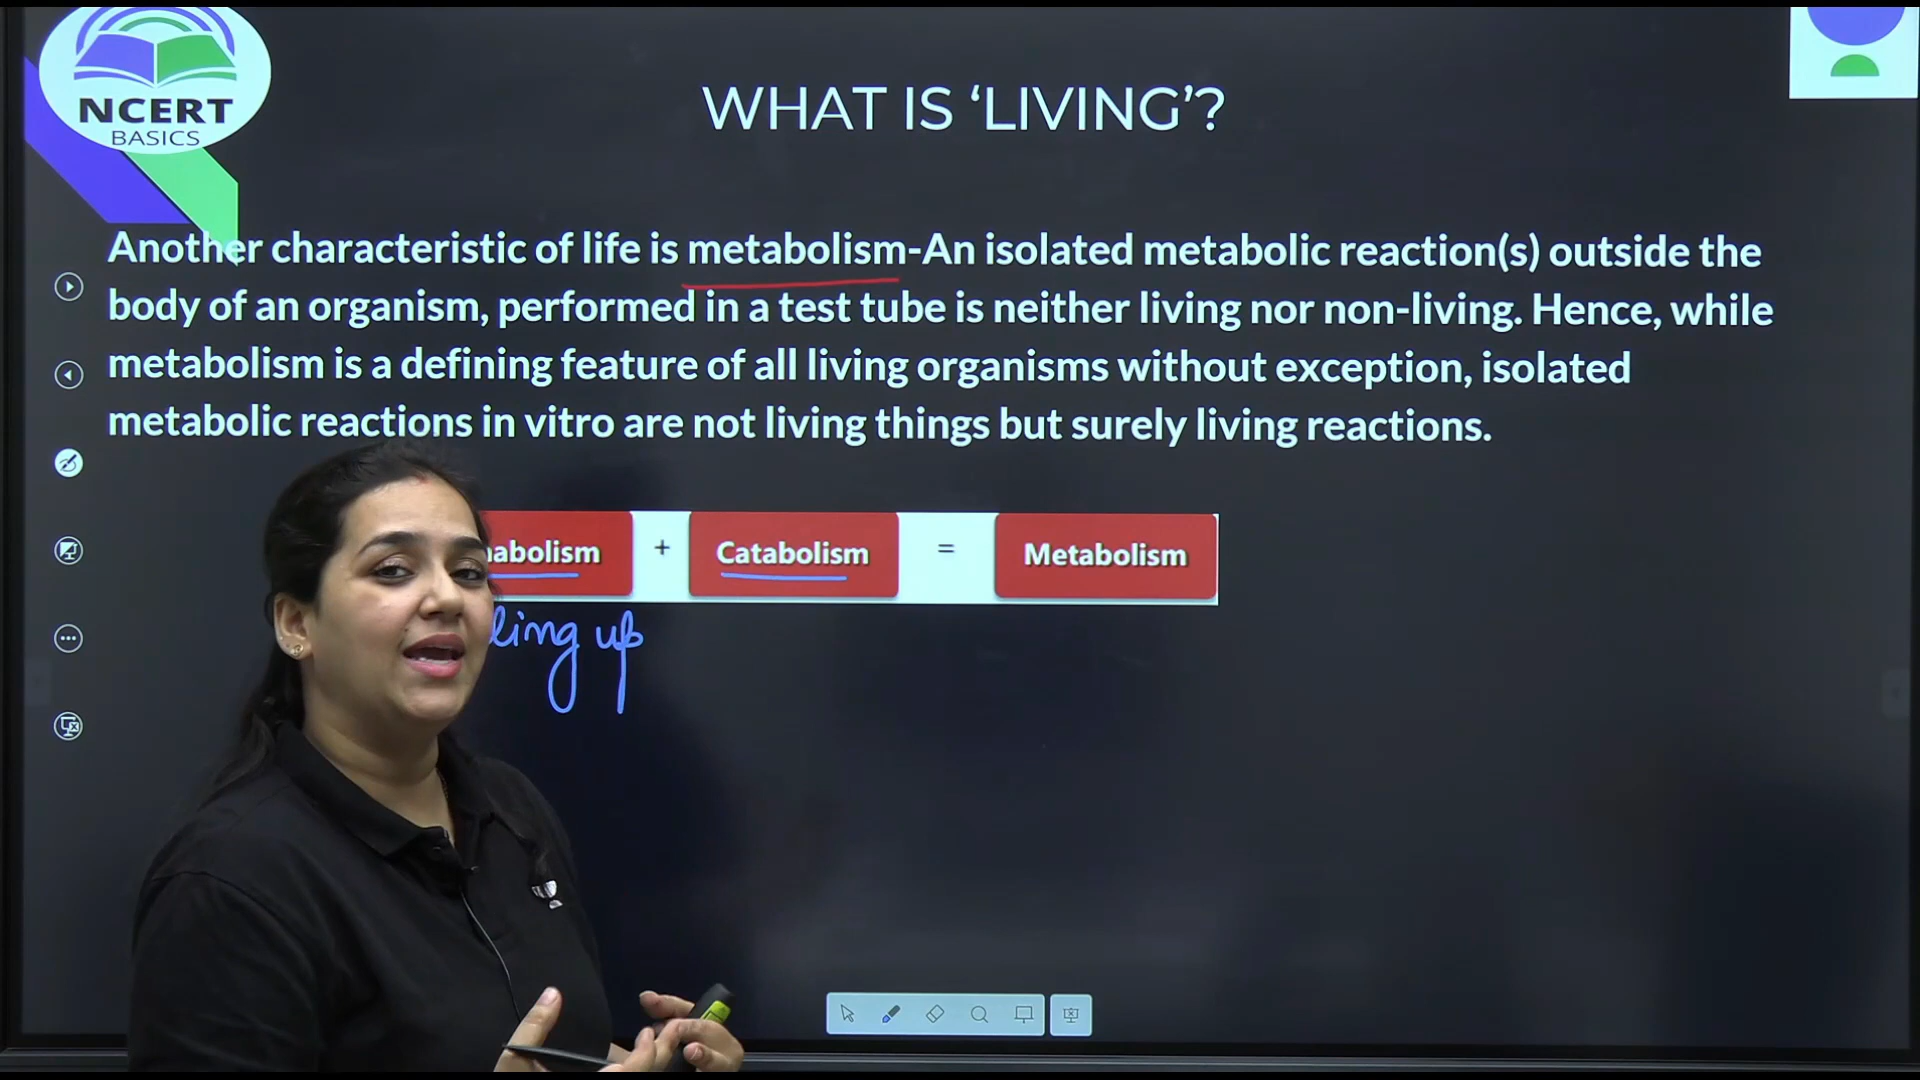 NCERT
BASICS
WHAT IS ‘LIVING’?
Another characteristic of life is metabolism-An isolated metabolic reaction(s) outside the
body of an organism, performed in a test tube is neither living nor non-living. Hence, while
metabolism is a defining feature of all living organisms without exception, isolated
metabolic reactions in vitro are not living things but surely living reactions.
abolism + Catabolism = Metabolism
ling up